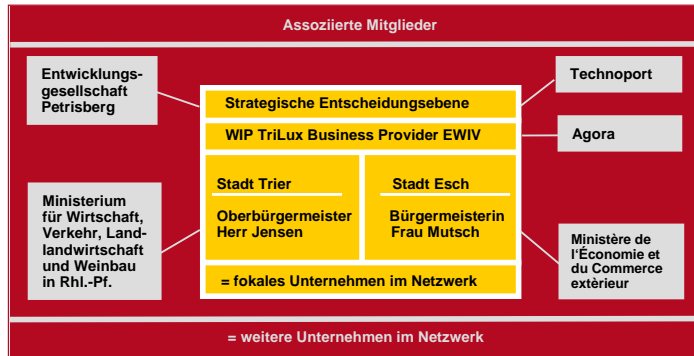 Assoziierte Mitglieder
Entwicklungs-
gesellschaft
Petrisberg
Technoport
Strategische Entscheidungsebene
WIP TriLux Business Provider EWIV
Agora
Stadt Trier
Oberbürgermeister
Herr Jensen
Stadt Esch
Bürgermeisterin
Frau Mutsch
Ministerium
für Wirtschaft,
Verkehr, Land-
landwirtschaft
und Weinbau
in Rhl.-Pf.
Ministère de
l'Économie et
du Commerce
extèrieur
= fokales Unternehmen im Netzwerk
= weitere Unternehmen im Netzwerk